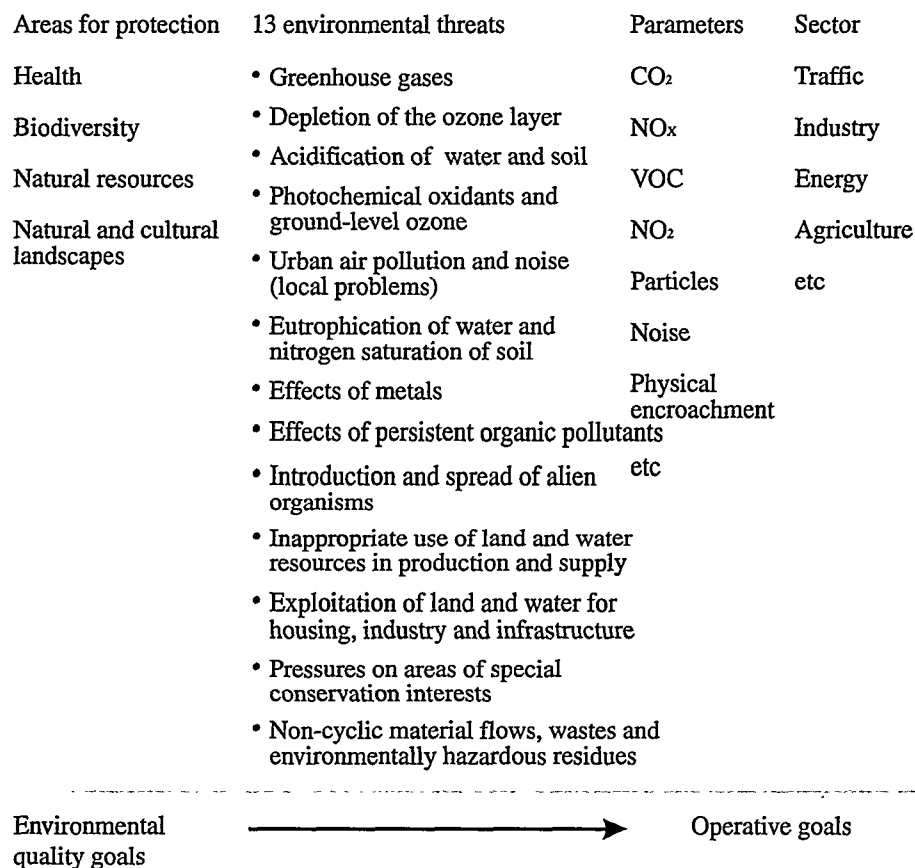 Areas for protection
Health
Biodiversity
Natural resources
Natural and cultural
landscapes
13 environmental threats
• Greenhouse gases
• Depletion of the ozone layer
• Acidification of water and soil
• Photochemical oxidants and
ground-level ozone
• Urban air pollution and noise
(local problems)
• Eutrophication of water and
nitrogen saturation of soil
• Effects of metals
• Effects of persistent organic pollutants
• Introduction and spread of alien
organisms
• Inappropriate use of land and water
resources in production and supply
• Exploitation of land and water for
housing, industry and infrastructure
• Pressures on areas of special
conservation interests
• Non-cyclic material flows, wastes and
environmentally hazardous residues
Parameters
CO₂
NOx
VOC
NO₂
Particles
Noise
Physical
encroachment
etc
Sector
Traffic
Industry
Energy
Agriculture
etc
Environmental
quality goals
Operative goals